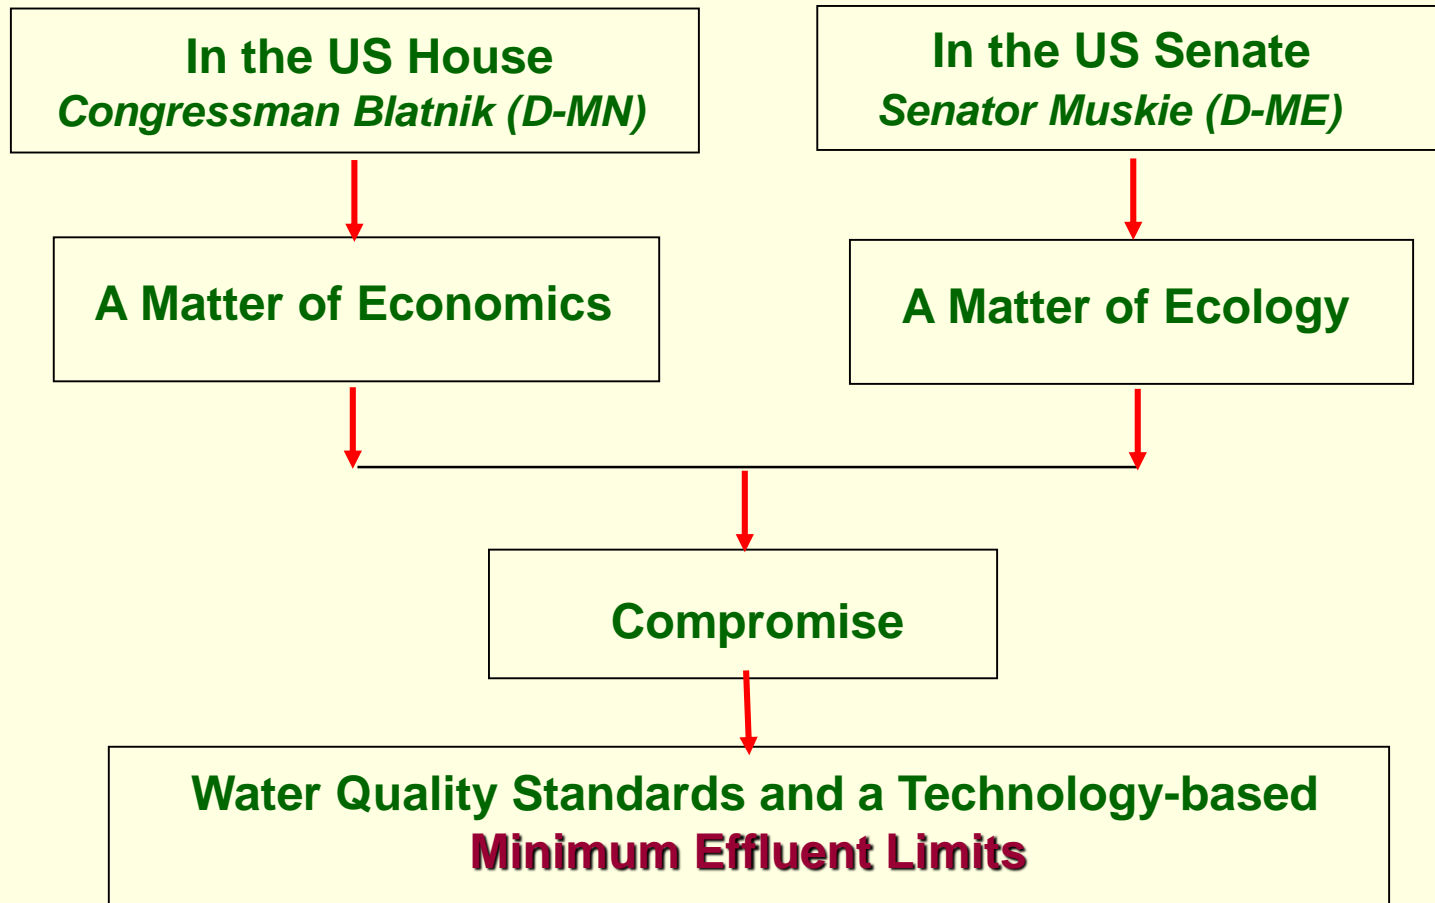 In the US House
Congressman Blatnik (D-MN)
In the US Senate
Senator Muskie (D-ME)
A Matter of Economics
A Matter of Ecology
Compromise
Water Quality Standards and a Technology-based
Minimum Effluent Limits